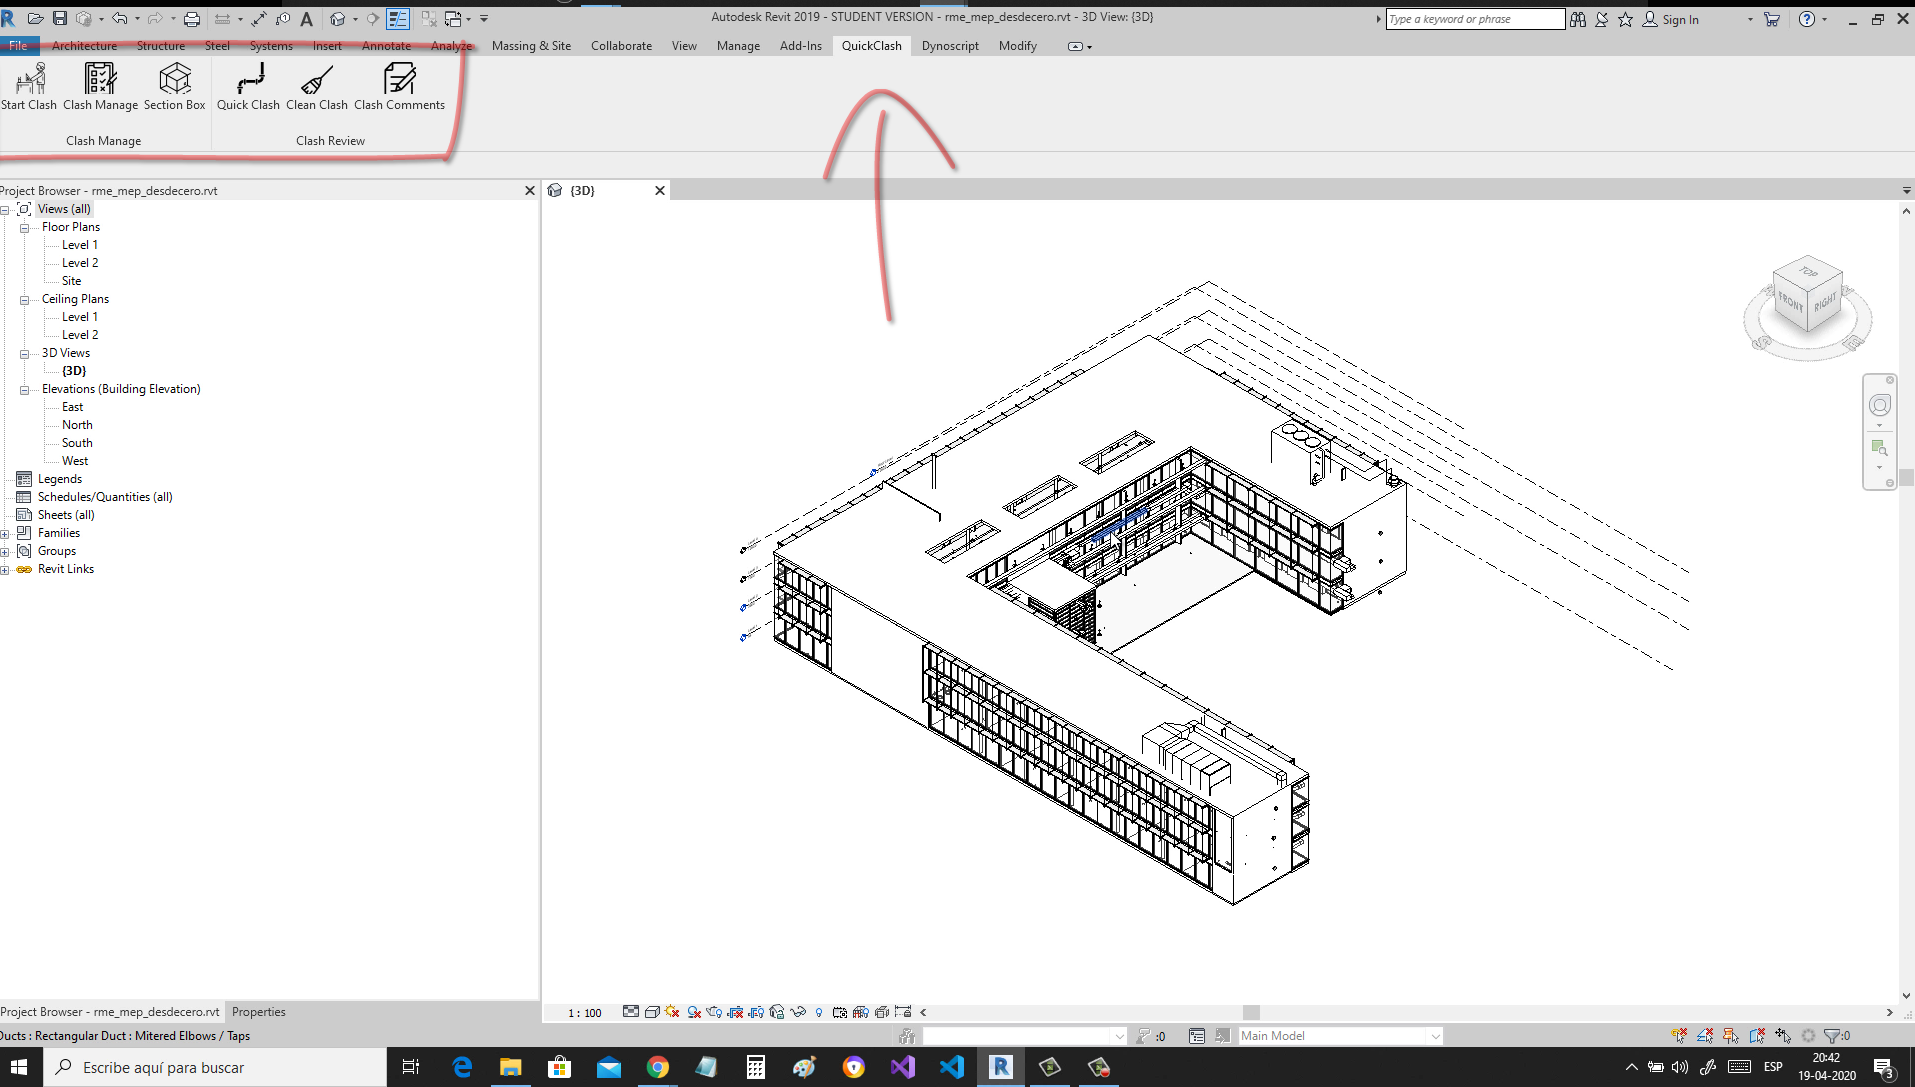 Autodesk Revit 2019 - STUDENT VERSION - rme_mep_desdecero.rvt - 3D View: {3D}
Type a keyword or phrase
Sign In
File Architecture Structure Steel Systems Insert Annotate Analyze Massing & Site Collaborate View Manage Add-Ins QuickClash Dynoscript Modify
Start Clash Clash Manage Section Box Quick Clash Clean Clash Clash Comments
Clash Manage Clash Review
Project Browser - rme_mep_desdecero.rvt
{3D}
Views (all)
Floor Plans
Level 1
Level 2
Site
Ceiling Plans
Level 1
Level 2
3D Views
{3D}
Elevations (Building Elevation)
East
North
South
West
Legends
Schedules/Quantities (all)
Sheets (all)
Families
Groups
Revit Links
TOP
FRONT
RIGHT
S
E
Project Browser - rme_mep_desdecero.rvt Properties
1 : 100
Ducts : Rectangular Duct : Mitered Elbows / Taps
:0
Main Model
:0
Escribe aquí para buscar
ESP
20:42
19-04-2020
3